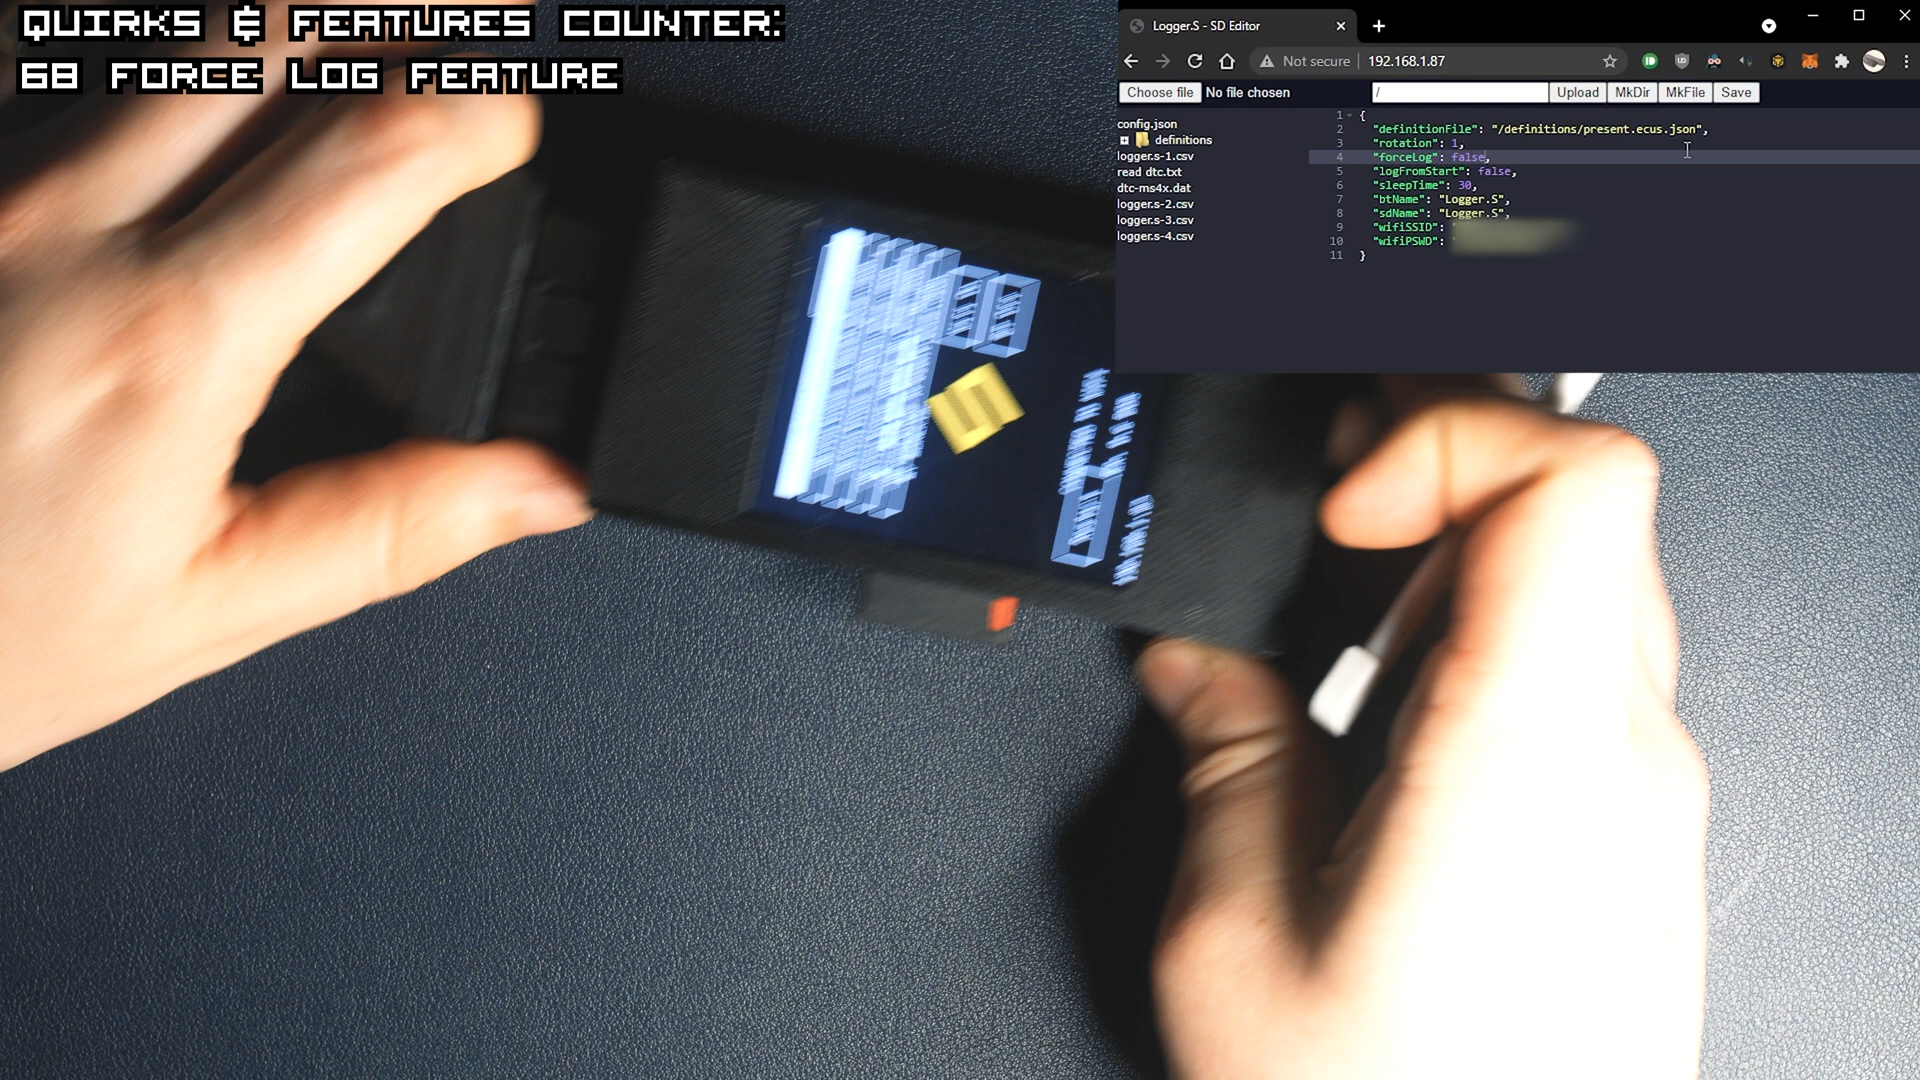 QUIRKS & FEATURES COUNTER:
68 FORCE LOG FEATURE
Logger.S - SD Editor
Not secure
192.168.1.87
Choose file No file chosen
/
Upload
MkDir
MkFile
Save
config.json
definitions
logger.s-1.csv
read dtc.txt
dtc-ms4x.dat
logger.s-2.csv
logger.s-3.csv
logger.s-4.csv
1 {
2 "definitionFile": "/definitions/present.ecus.json",
3 "rotation": 1,
4 "forceLog": false,
5 "logFromStart": false,
6 "sleepTime": 30,
7 "btName": "Logger.S",
8 "sdName": "Logger.S",
9 "wifiSSID":
10 "wifiPSWD":
11 }